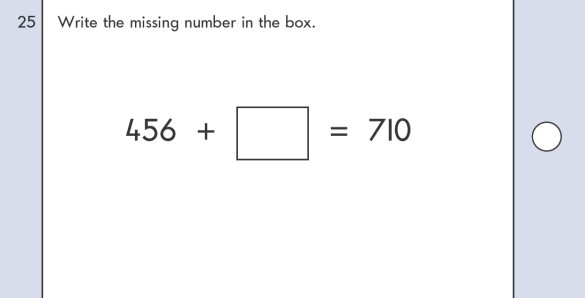 25 Write the missing number in the box.
456 + = 710